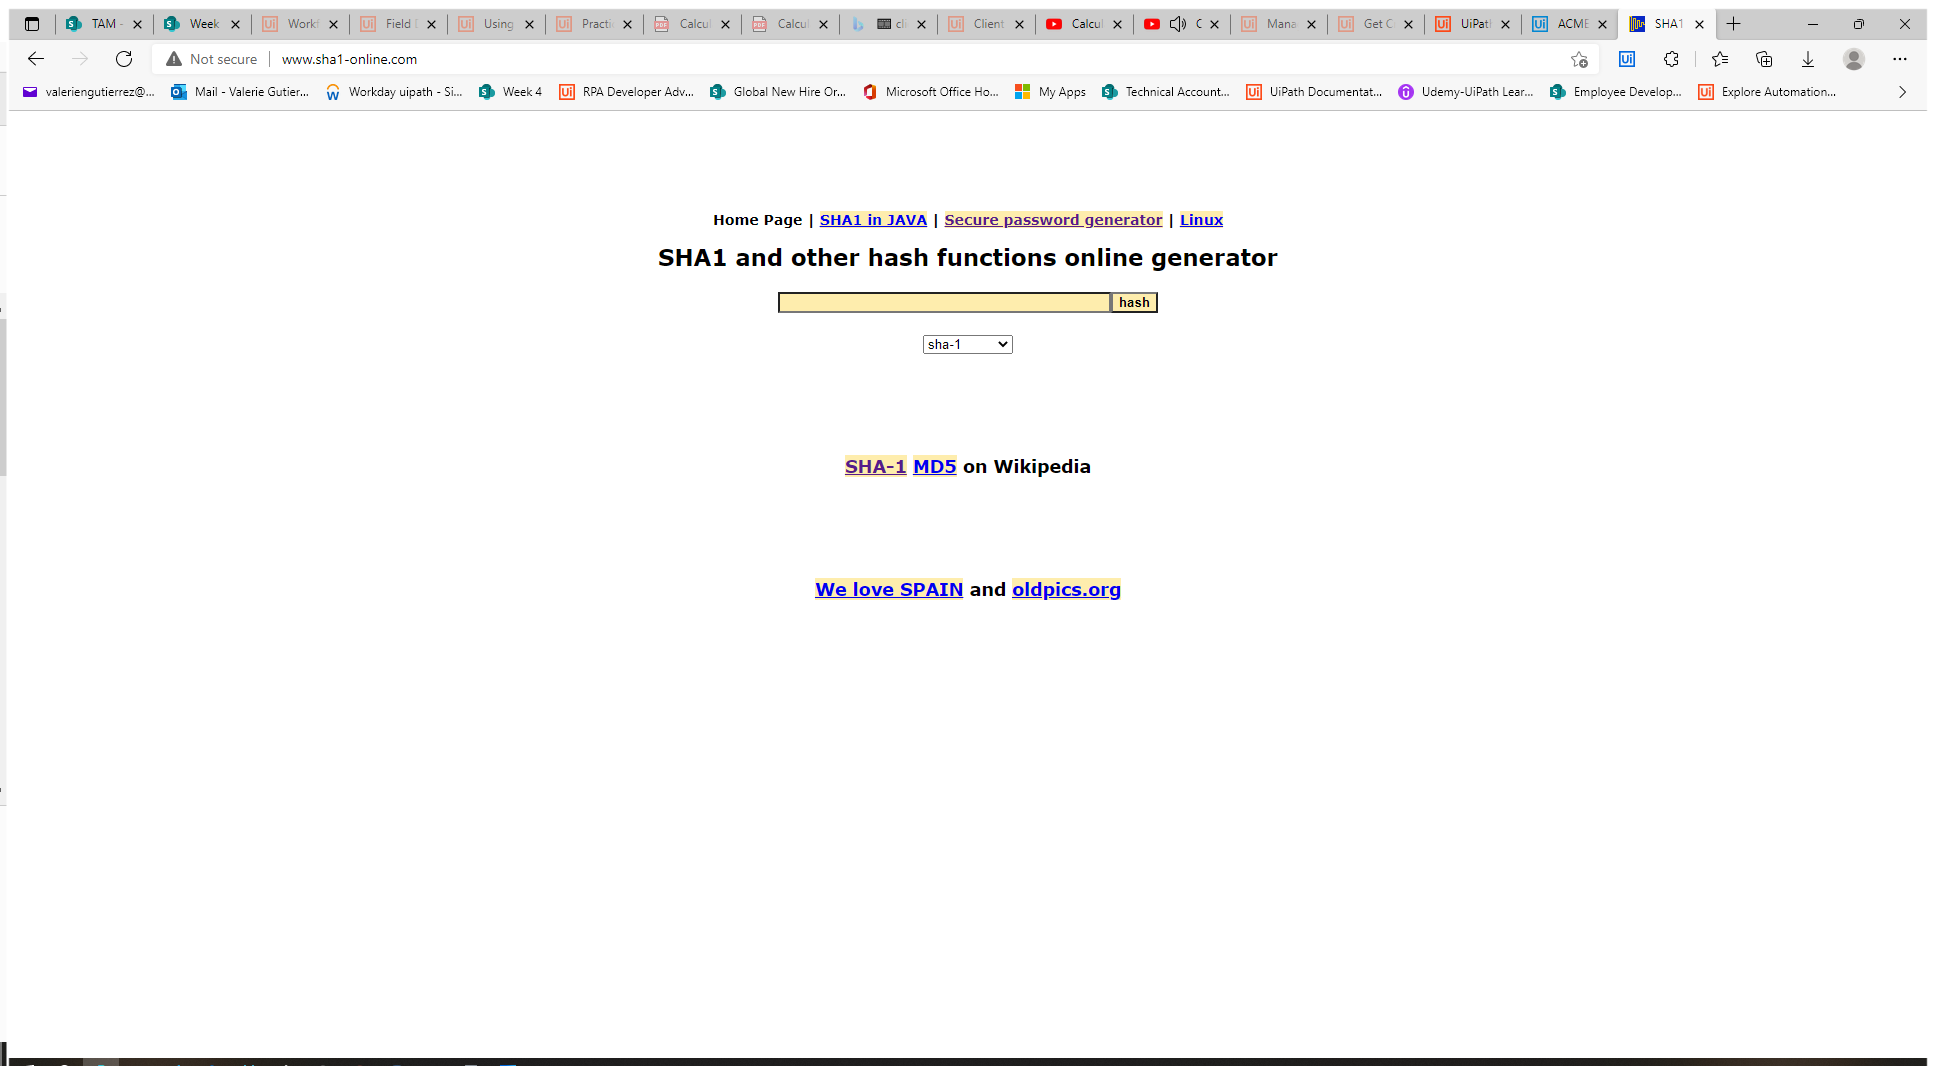 TAM - Week Workf Field D Using Practi Calcul Calcul cli Client Calcul C Mana Get C UiPat ACME SHA1
Not secure www.sha1-online.com
valeriengutierrez@... Mail - Valerie Gutier... Workday uipath - Si... Week 4 RPA Developer Adv... Global New Hire Or... Microsoft Office Ho... My Apps Technical Account... UiPath Documentat... Udemy-UiPath Lear... Employee Develop... Explore Automation...
Home Page | SHA1 in JAVA | Secure password generator | Linux
SHA1 and other hash functions online generator
hash
sha-1
SHA-1 MD5 on Wikipedia
We love SPAIN and oldpics.org